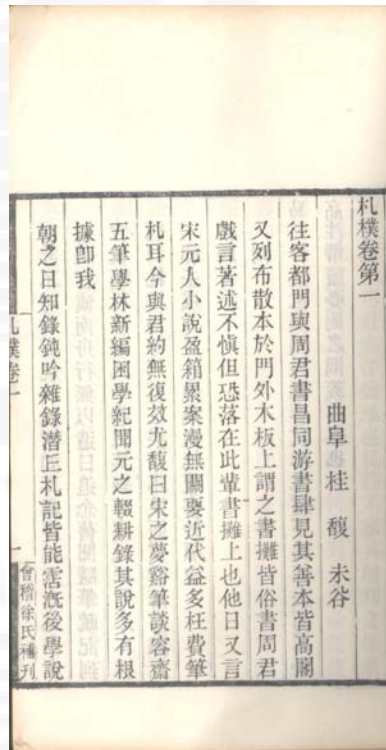 札樸卷第一
曲阜 桂 馥 未谷
往客都門與周君書昌同游書肆見其善本皆高閣
又列布散本於門外木板上謂之書攤皆俗書周君
戲言著述不慎但恐落在此輩書攤上也他日又言
宋元人小說盈箱累案漫無關要近代益多枉費筆
札耳今與君約無復效尤馥曰宋之夢谿筆談容齋
五筆學林新編困學紀聞元之輟耕錄其說多有根
據卽我
朝之日知錄鈍吟雜錄潛丘札記皆能霑漑後學說
札樸卷一
一
會稽徐氏補刊